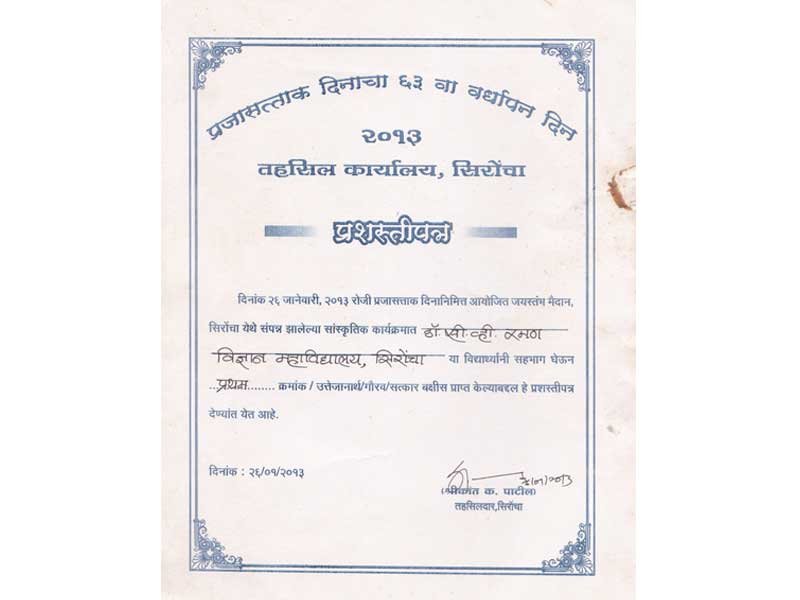 प्रजासत्ताक दिनाचा ६३ वा वर्धापन दिन
२०१३
तहसिल कार्यालय, सिरोंचा
प्रशस्तीपत्र
दिनांक २६ जानेवारी, २०१३ रोजी प्रजासत्ताक दिनानिमित्त आयोजित जयस्तंभ मैदान,
सिरोंचा येथे संपन्न झालेल्या सांस्कृतिक कार्यक्रमात डॉ. सी. व्ही. रमण
विज्ञान महाविद्यालय, सिरोंचा या विद्यार्थ्यांनी सहभाग घेऊन
..प्रथम........ क्रमांक / उत्तेजानार्थ/गौरव/सत्कार बक्षीस प्राप्त केल्याबद्दल हे प्रशस्तीपत्र
देण्यांत येत आहे.
दिनांक : २६/०१/२०१३
(श्रीकांत क. पाटील)
तहसिलदार,सिरोंचा